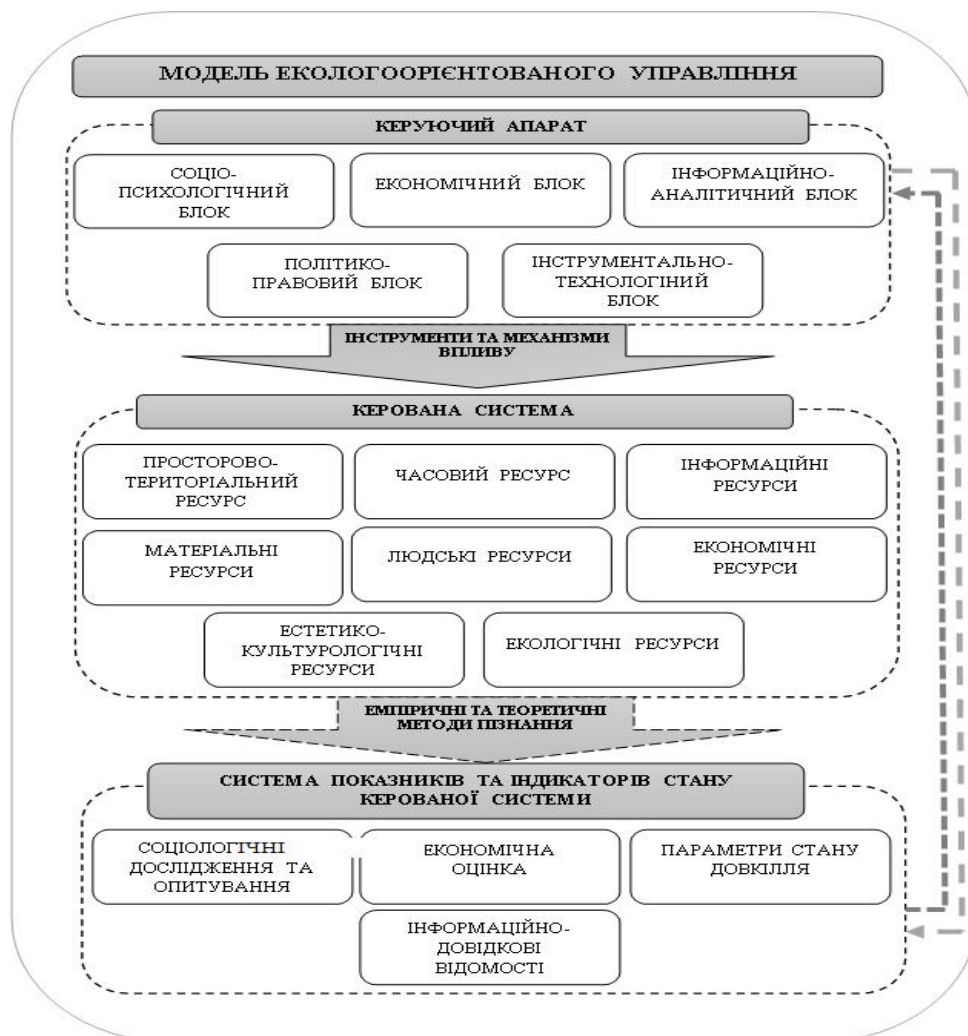 МОДЕЛЬ ЕКОЛОГООРІЄНТОВАНОГО УПРАВЛІННЯ
КЕРУЮЧИЙ АПАРАТ
СОЦІО-
ПСИХОЛОГІЧНИЙ
БЛОК
ЕКОНОМІЧНИЙ БЛОК
ІНФОРМАЦІЙНО-
АНАЛІТИЧНИЙ БЛОК
ПОЛІТИКО-
ПРАВОВИЙ БЛОК
ІНСТРУМЕНТАЛЬНО-
ТЕХНОЛОГІНИЙ
БЛОК
ІНСТРУМЕНТИ ТА МЕХАНІЗМИ
ВПЛИВУ
КЕРОВАНА СИСТЕМА
ПРОСТОРОВО-
ТЕРИТОРІАЛЬНИЙ
РЕСУРС
ЧАСОВИЙ РЕСУРС
ІНФОРМАЦІЙНІ
РЕСУРСИ
МАТЕРІАЛЬНІ
РЕСУРСИ
ЛЮДСЬКІ РЕСУРСИ
ЕКОНОМІЧНІ
РЕСУРСИ
ЕСТЕТИКО-
КУЛЬТУРОЛОГІЧНІ
РЕСУРСИ
ЕКОЛОГІЧНІ РЕСУРСИ
ЕМПІРИЧНІ ТА ТЕОРЕТИЧНІ
МЕТОДИ ПІЗНАННЯ
СИСТЕМА ПОКАЗНИКІВ ТА ІНДИКАТОРІВ СТАНУ
КЕРОВАНОЇ СИСТЕМИ
СОЦІОЛОГІЧНІ
ДОСЛІДЖЕННЯ ТА
ОПИТУВАННЯ
ЕКОНОМІЧНА
ОЦІНКА
ПАРАМЕТРИ СТАНУ
ДОВКІЛЛЯ
ІНФОРМАЦІЙНО-
ДОВІДКОВІ
ВІДОМОСТІ